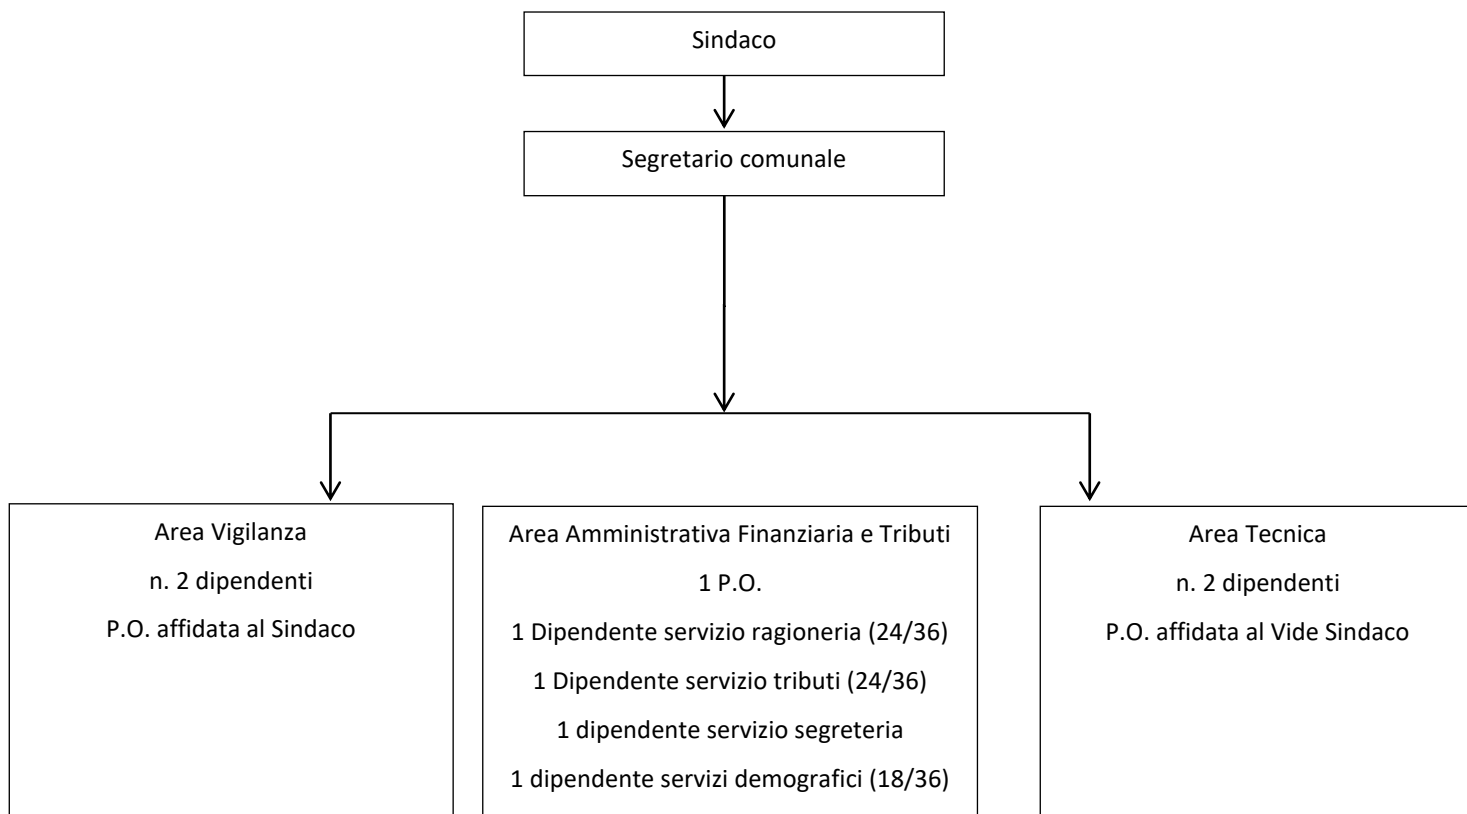 Sindaco
Segretario comunale
Area Vigilanza
n. 2 dipendenti
P.O. affidata al Sindaco
Area Amministrativa Finanziaria e Tributi
1 P.O.
1 Dipendente servizio ragioneria (24/36)
1 Dipendente servizio tributi (24/36)
1 dipendente servizio segreteria
1 dipendente servizi demografici (18/36)
Area Tecnica
n. 2 dipendenti
P.O. affidata al Vide Sindaco